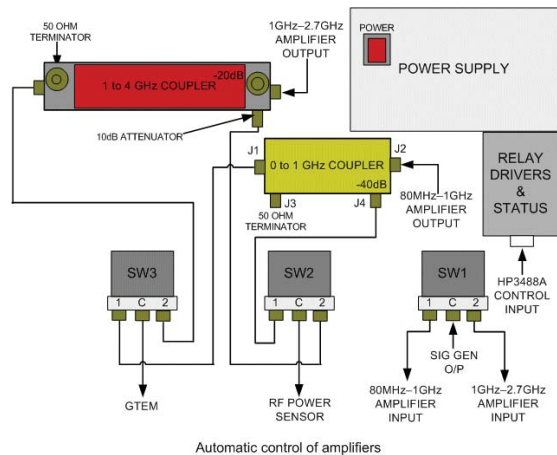 50 OHM
TERMINATOR
1GHz–2.7GHz
AMPLIFIER
OUTPUT
POWER
POWER SUPPLY
-20dB
1 to 4 GHz COUPLER
10dB ATTENUATOR
J1
J2
0 to 1 GHz COUPLER
-40dB
J3
J4
50 OHM
TERMINATOR
80MHz–1GHz
AMPLIFIER
OUTPUT
RELAY
DRIVERS
&
STATUS
HP3488A
CONTROL
INPUT
SW3
SW2
SW1
1 C 2
1 C 2
1 C 2
GTEM
RF POWER
SENSOR
SIG GEN
O/P
80MHz–1GHz
AMPLIFIER
INPUT
1GHz–2.7GHz
AMPLIFIER
INPUT
Automatic control of amplifiers